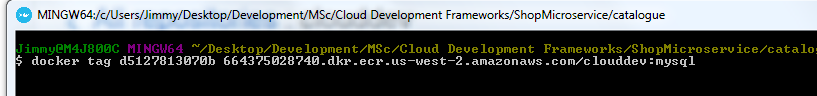 MINGW64:/c/Users/Jimmy/Desktop/Development/MSc/Cloud Development Frameworks/ShopMicroservice/catalogue
Jimmy@M4J800C MINGW64 ~/Desktop/Development/MSc/Cloud Development Frameworks/ShopMicroservice/catalo
$ docker tag d5127813070b 664375028740.dkr.ecr.us-west-2.amazonaws.com/clouddev:mysql